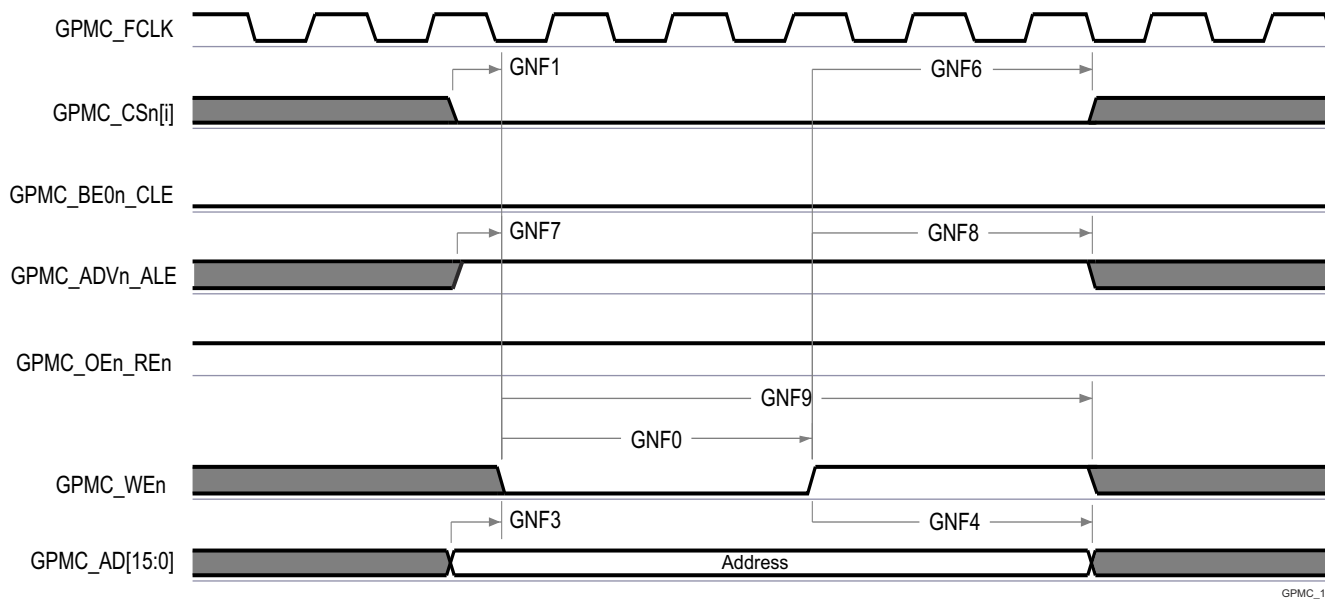 GPMC_FCLK
GNF1
GNF6
GPMC_CSn[i]
GPMC_BE0n_CLE
GNF7
GNF8
GPMC_ADVn_ALE
GPMC_OEn_REn
GNF9
GNF0
GPMC_WEn
GNF3
GNF4
GPMC_AD[15:0]
Address
GPMC_1